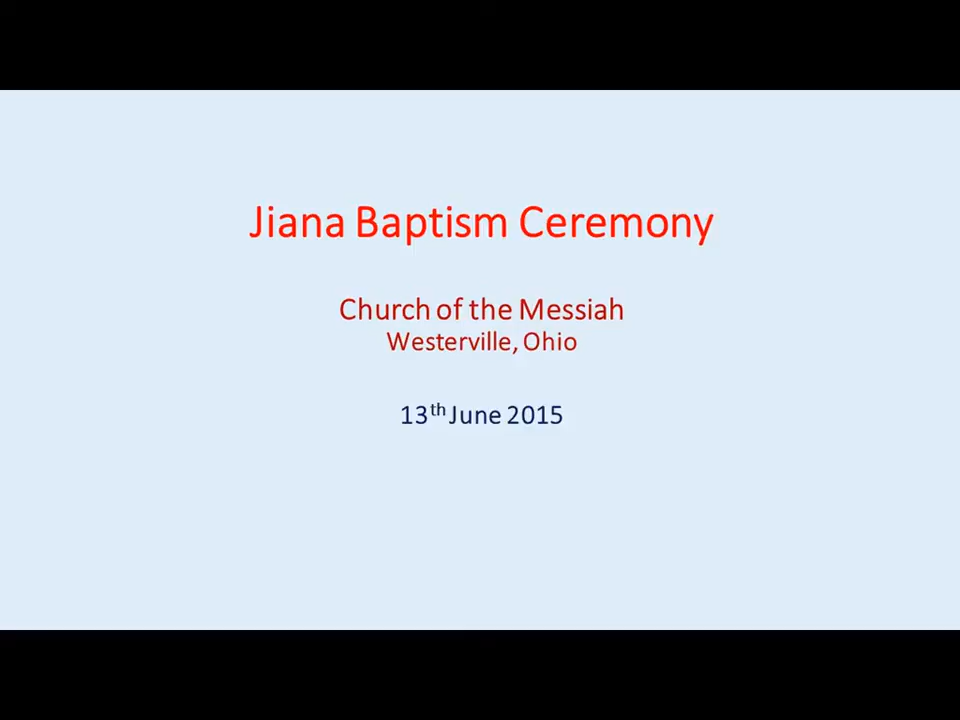 Jiana Baptism Ceremony
Church of the Messiah
Westerville, Ohio
13th June 2015